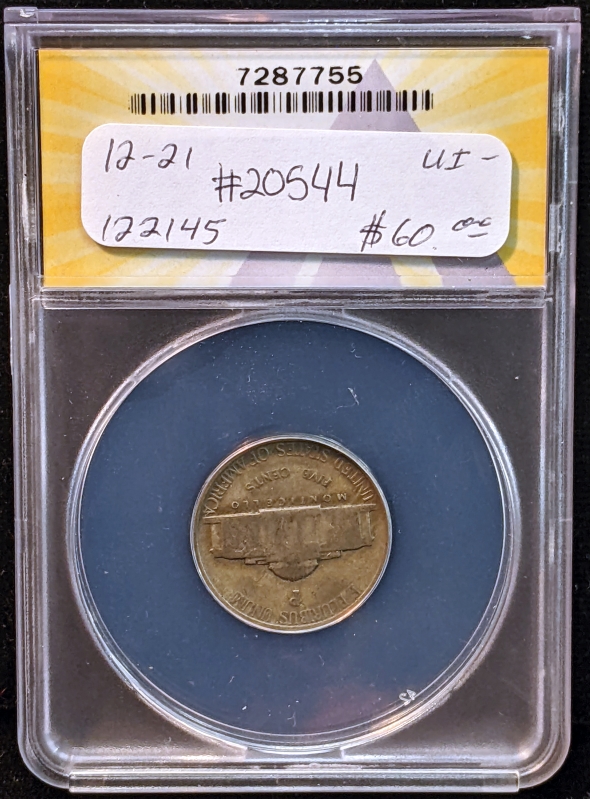 7287755
12-21 #20544 UI-
122145 $60.00
E PLURIBUS UNUM
MONTICELLO
FIVE CENTS
UNITED STATES OF AMERICA